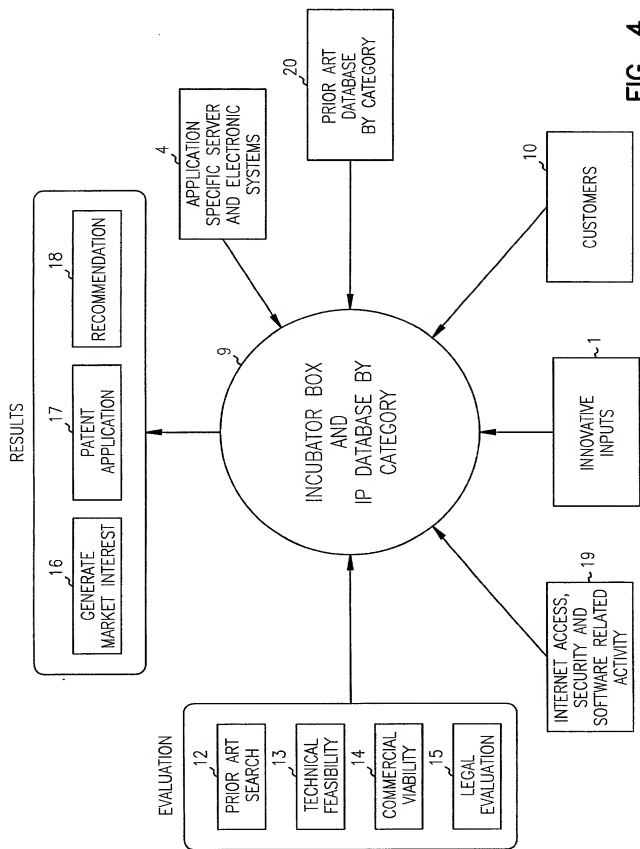 RESULTS
16
GENERATE
MARKET INTEREST
17
PATENT
APPLICATION
18
RECOMMENDATION
4
APPLICATION
SPECIFIC SERVER
AND ELECTRONIC
SYSTEMS
20
PRIOR ART
DATABASE
BY CATEGORY
9
INCUBATOR BOX
AND
IP DATABASE BY
CATEGORY
EVALUATION
12
PRIOR ART
SEARCH
13
TECHNICAL
FEASIBILITY
14
COMMERCIAL
VIABILITY
15
LEGAL
EVALUATION
19
INTERNET ACCESS,
SECURITY AND
SOFTWARE RELATED
ACTIVITY
1
INNOVATIVE
INPUTS
10
CUSTOMERS
FIG. 4